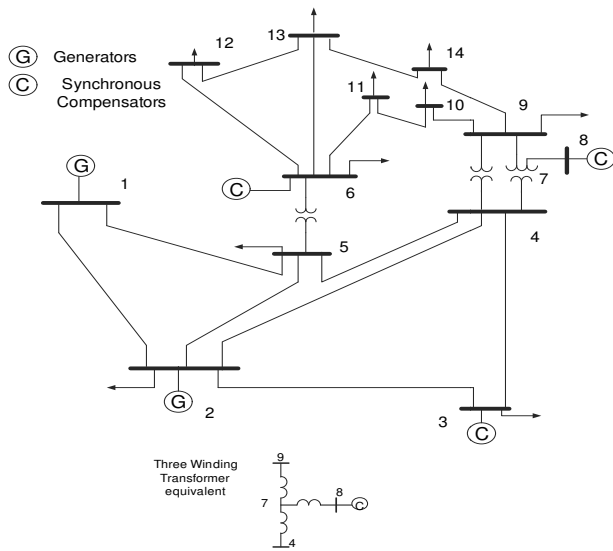 13
12
14
G Generators
C Synchronous
Compensators
11
10
9
8
C
G
1
C
6
7
5
4
G
2
3
C
Three Winding
Transformer
equivalent
9
7
8
C
4